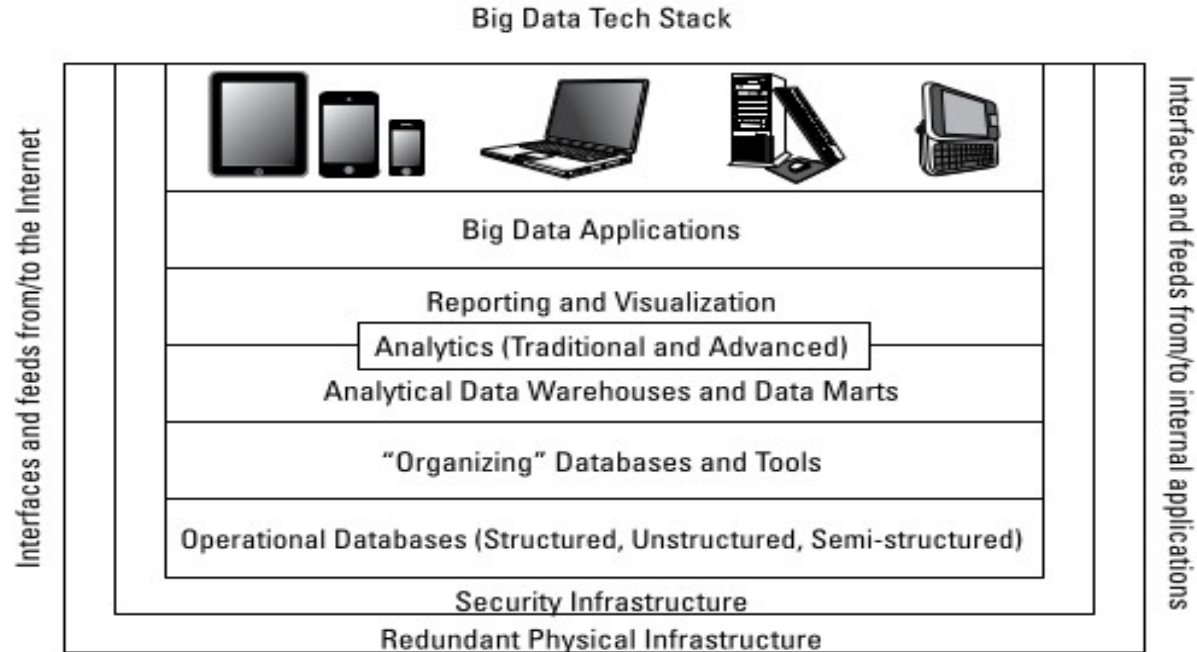 Big Data Tech Stack
Interfaces and feeds from/to the Internet
Big Data Applications
Reporting and Visualization
Analytics (Traditional and Advanced)
Analytical Data Warehouses and Data Marts
“Organizing” Databases and Tools
Operational Databases (Structured, Unstructured, Semi-structured)
Security Infrastructure
Redundant Physical Infrastructure
Interfaces and feeds from/to internal applications